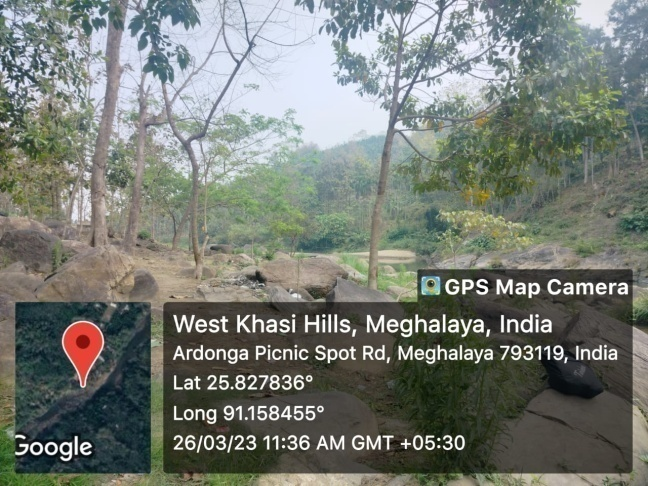 GPS Map Camera
West Khasi Hills, Meghalaya, India
Ardonga Picnic Spot Rd, Meghalaya 793119, India
Lat 25.827836°
Long 91.158455°
26/03/23 11:36 AM GMT +05:30
Google